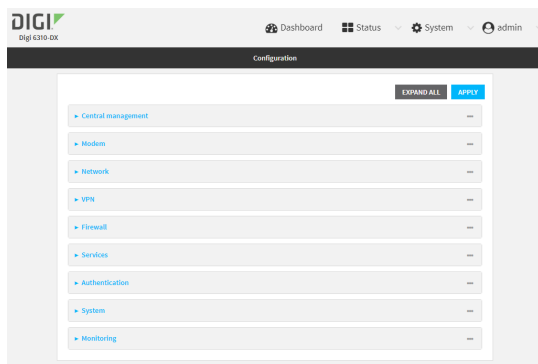 DIGI
Digi 6310-DX
Dashboard Status System admin
Configuration
EXPAND ALL APPLY
Central management
Modem
Network
VPN
Firewall
Services
Authentication
System
Monitoring